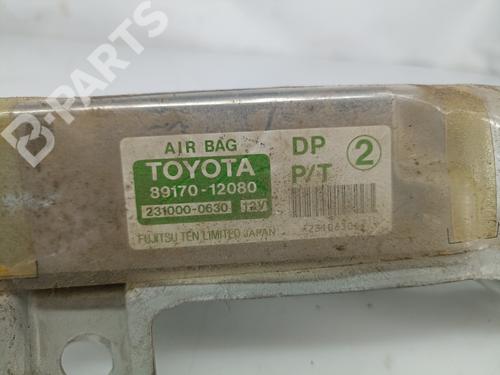 B-PARTS
AIR BAG
TOYOTA
89170-12080
231000-0630 12V
FUJITSU TEN LIMITED JAPAN
DP 2
P/T